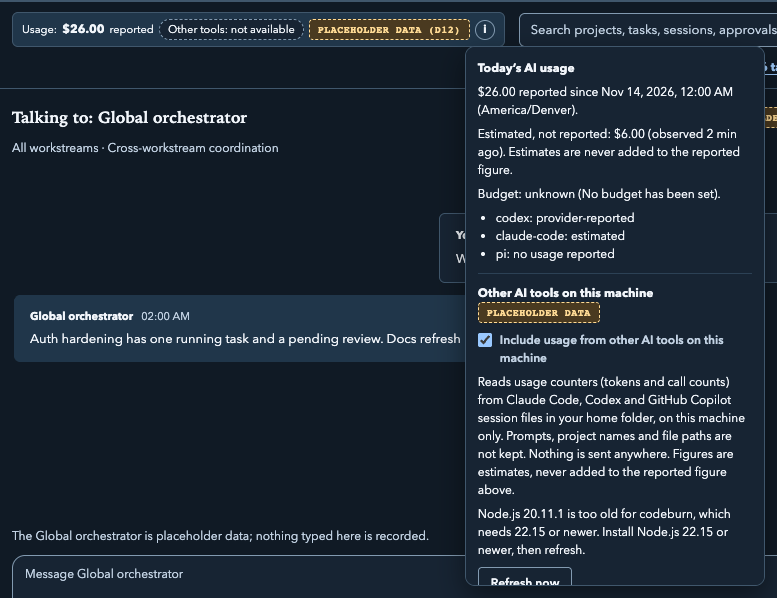 Usage: $26.00 reported Other tools: not available PLACEHOLDER DATA (D12) i
Search projects, tasks, sessions, approvals
Talking to: Global orchestrator
All workstreams · Cross-workstream coordination
Global orchestrator 02:00 AM
Auth hardening has one running task and a pending review. Docs refresh
The Global orchestrator is placeholder data; nothing typed here is recorded.
Message Global orchestrator
Today's AI usage
$26.00 reported since Nov 14, 2026, 12:00 AM
(America/Denver).
Estimated, not reported: $6.00 (observed 2 min
ago). Estimates are never added to the reported
figure.
Budget: unknown (No budget has been set).
• codex: provider-reported
• claude-code: estimated
• pi: no usage reported
Other AI tools on this machine
PLACEHOLDER DATA
Include usage from other AI tools on this
machine
Reads usage counters (tokens and call counts)
from Claude Code, Codex and GitHub Copilot
session files in your home folder, on this machine
only. Prompts, project names and file paths are
not kept. Nothing is sent anywhere. Figures are
estimates, never added to the reported figure
above.
Node.js 20.11.1 is too old for codeburn, which
needs 22.15 or newer. Install Node.js 22.15 or
newer, then refresh.
Refresh now